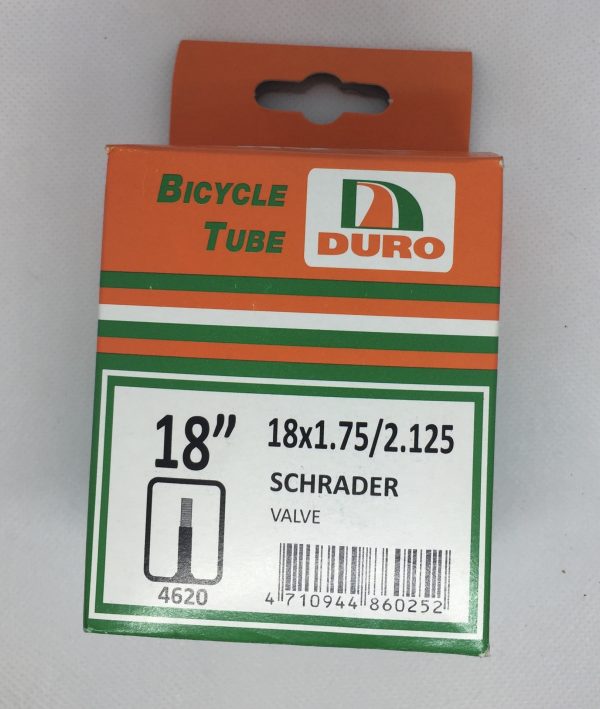 BICYCLE
TUBE
DURO
18"
18x1.75/2.125
SCHRADER
VALVE
4620
4 710944 860252